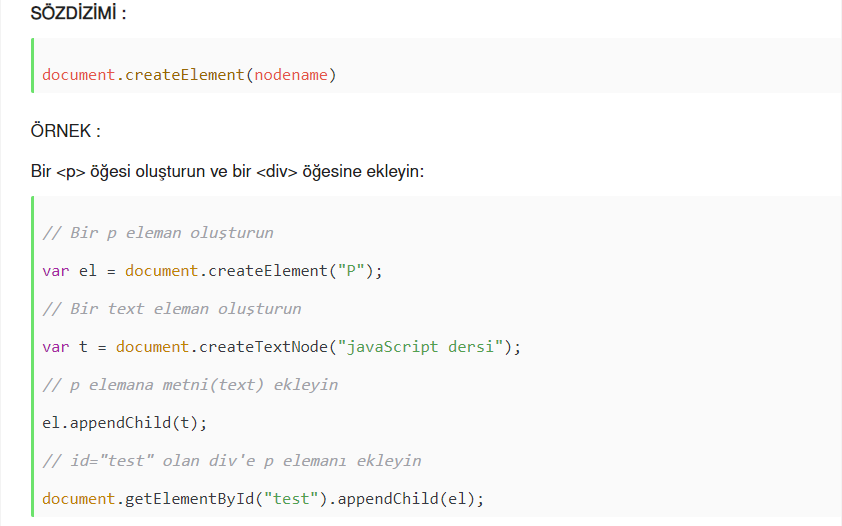 SÖZDİZİMİ :
document.createElement(nodename)
ÖRNEK :
Bir <p> öğesi oluşturun ve bir <div> öğesine ekleyin:
// Bir p eleman oluşturun
var el = document.createElement("P");
// Bir text eleman oluşturun
var t = document.createTextNode("javaScript dersi");
// p elemana metni(text) ekleyin
el.appendChild(t);
// id="test" olan div'e p elemanı ekleyin
document.getElementById("test").appendChild(el);